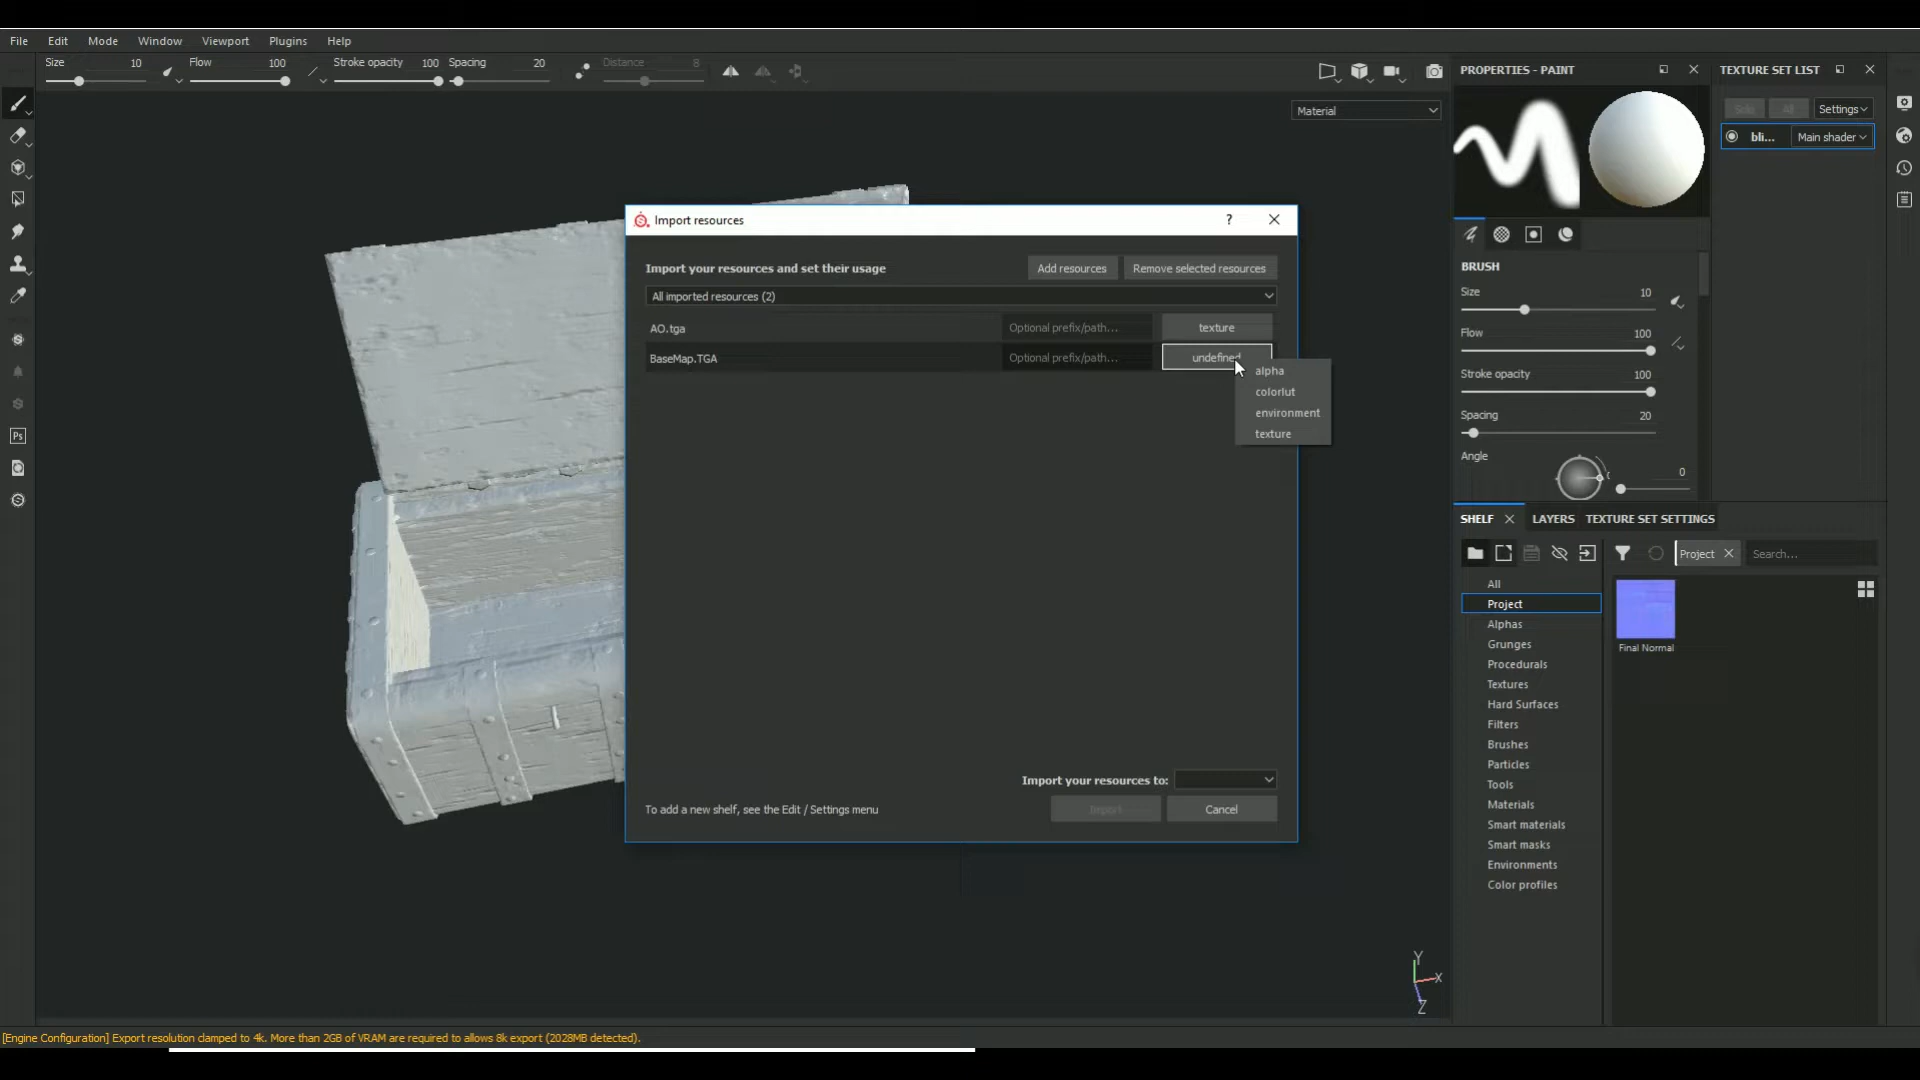 File Edit Mode Window Viewport Plugins Help
Size 10 Flow 100 Stroke opacity 100 Spacing 20 Distance 8
Material
PROPERTIES - PAINT
TEXTURE SET LIST
Solo All Settings
bli... Main shader
BRUSH
Size 10
Flow 100
Stroke opacity 100
Spacing 20
Angle 0
Import resources ?
Import your resources and set their usage Add resources Remove selected resources
All imported resources (2)
AO.tga Optional prefix/path... texture
BaseMap.TGA Optional prefix/path... undefined
alpha
colorlut
environment
texture
Import your resources to:
To add a new shelf, see the Edit / Settings menu Import Cancel
Ps
SHELF LAYERS TEXTURE SET SETTINGS
Project Search...
All
Project
Alphas
Grunges
Procedurals
Textures
Hard Surfaces
Filters
Brushes
Particles
Tools
Materials
Smart materials
Smart masks
Environments
Color profiles
Final Normal
Y
X
Z
[Engine Configuration] Export resolution clamped to 4k. More than 2GB of VRAM are required to allows 8k export (2028MB detected).